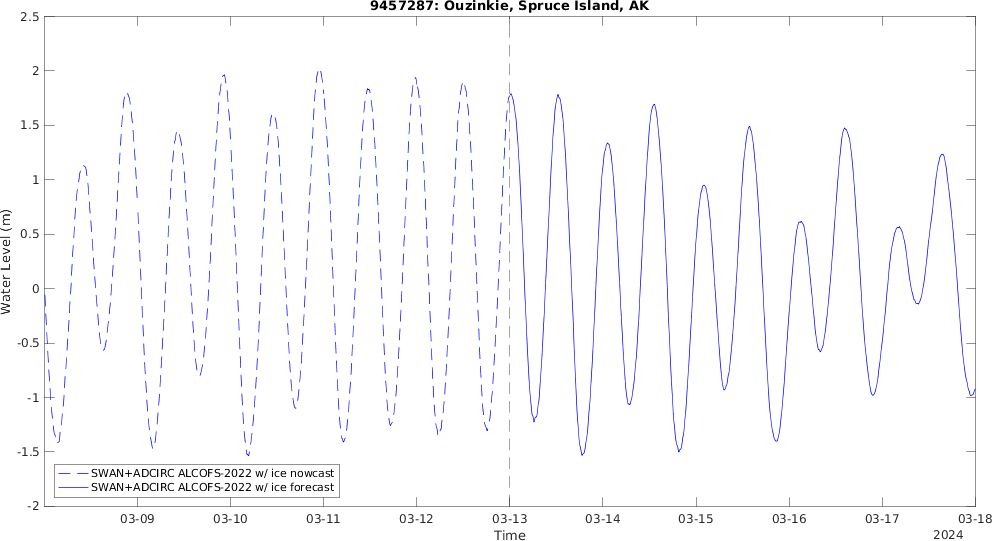 9457287: Ouzinkie, Spruce Island, AK
2.5
2
1.5
1
0.5
0
-0.5
-1
-1.5
-2
Water Level (m)
SWAN+ADCIRC ALCOFS-2022 w/ ice nowcast
SWAN+ADCIRC ALCOFS-2022 w/ ice forecast
03-09 03-10 03-11 03-12 03-13 03-14 03-15 03-16 03-17 03-18
Time
2024